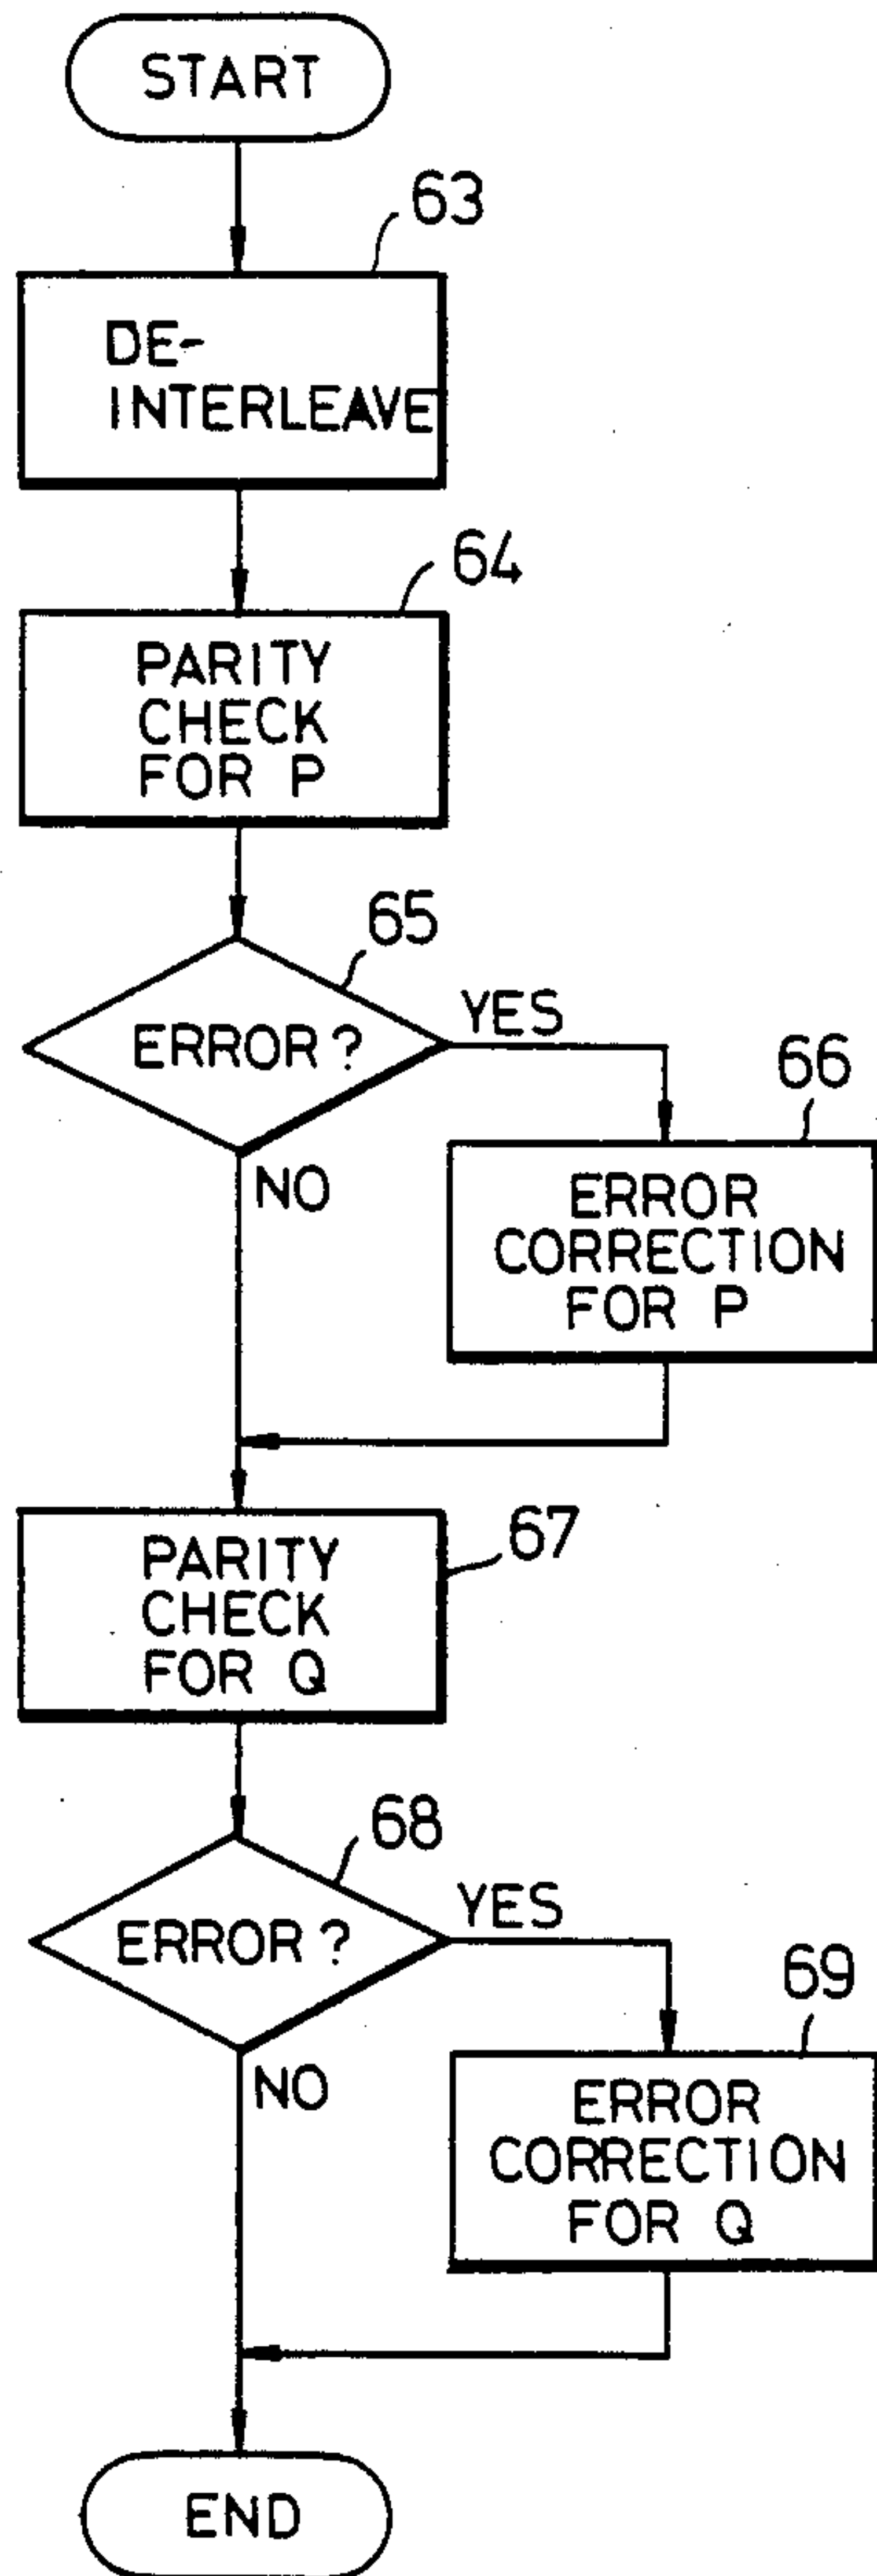 START
63
DE-
INTERLEAVE
64
PARITY
CHECK
FOR P
65
ERROR?
YES
66
NO
ERROR
CORRECTION
FOR P
67
PARITY
CHECK
FOR Q
68
ERROR?
YES
69
NO
ERROR
CORRECTION
FOR Q
END